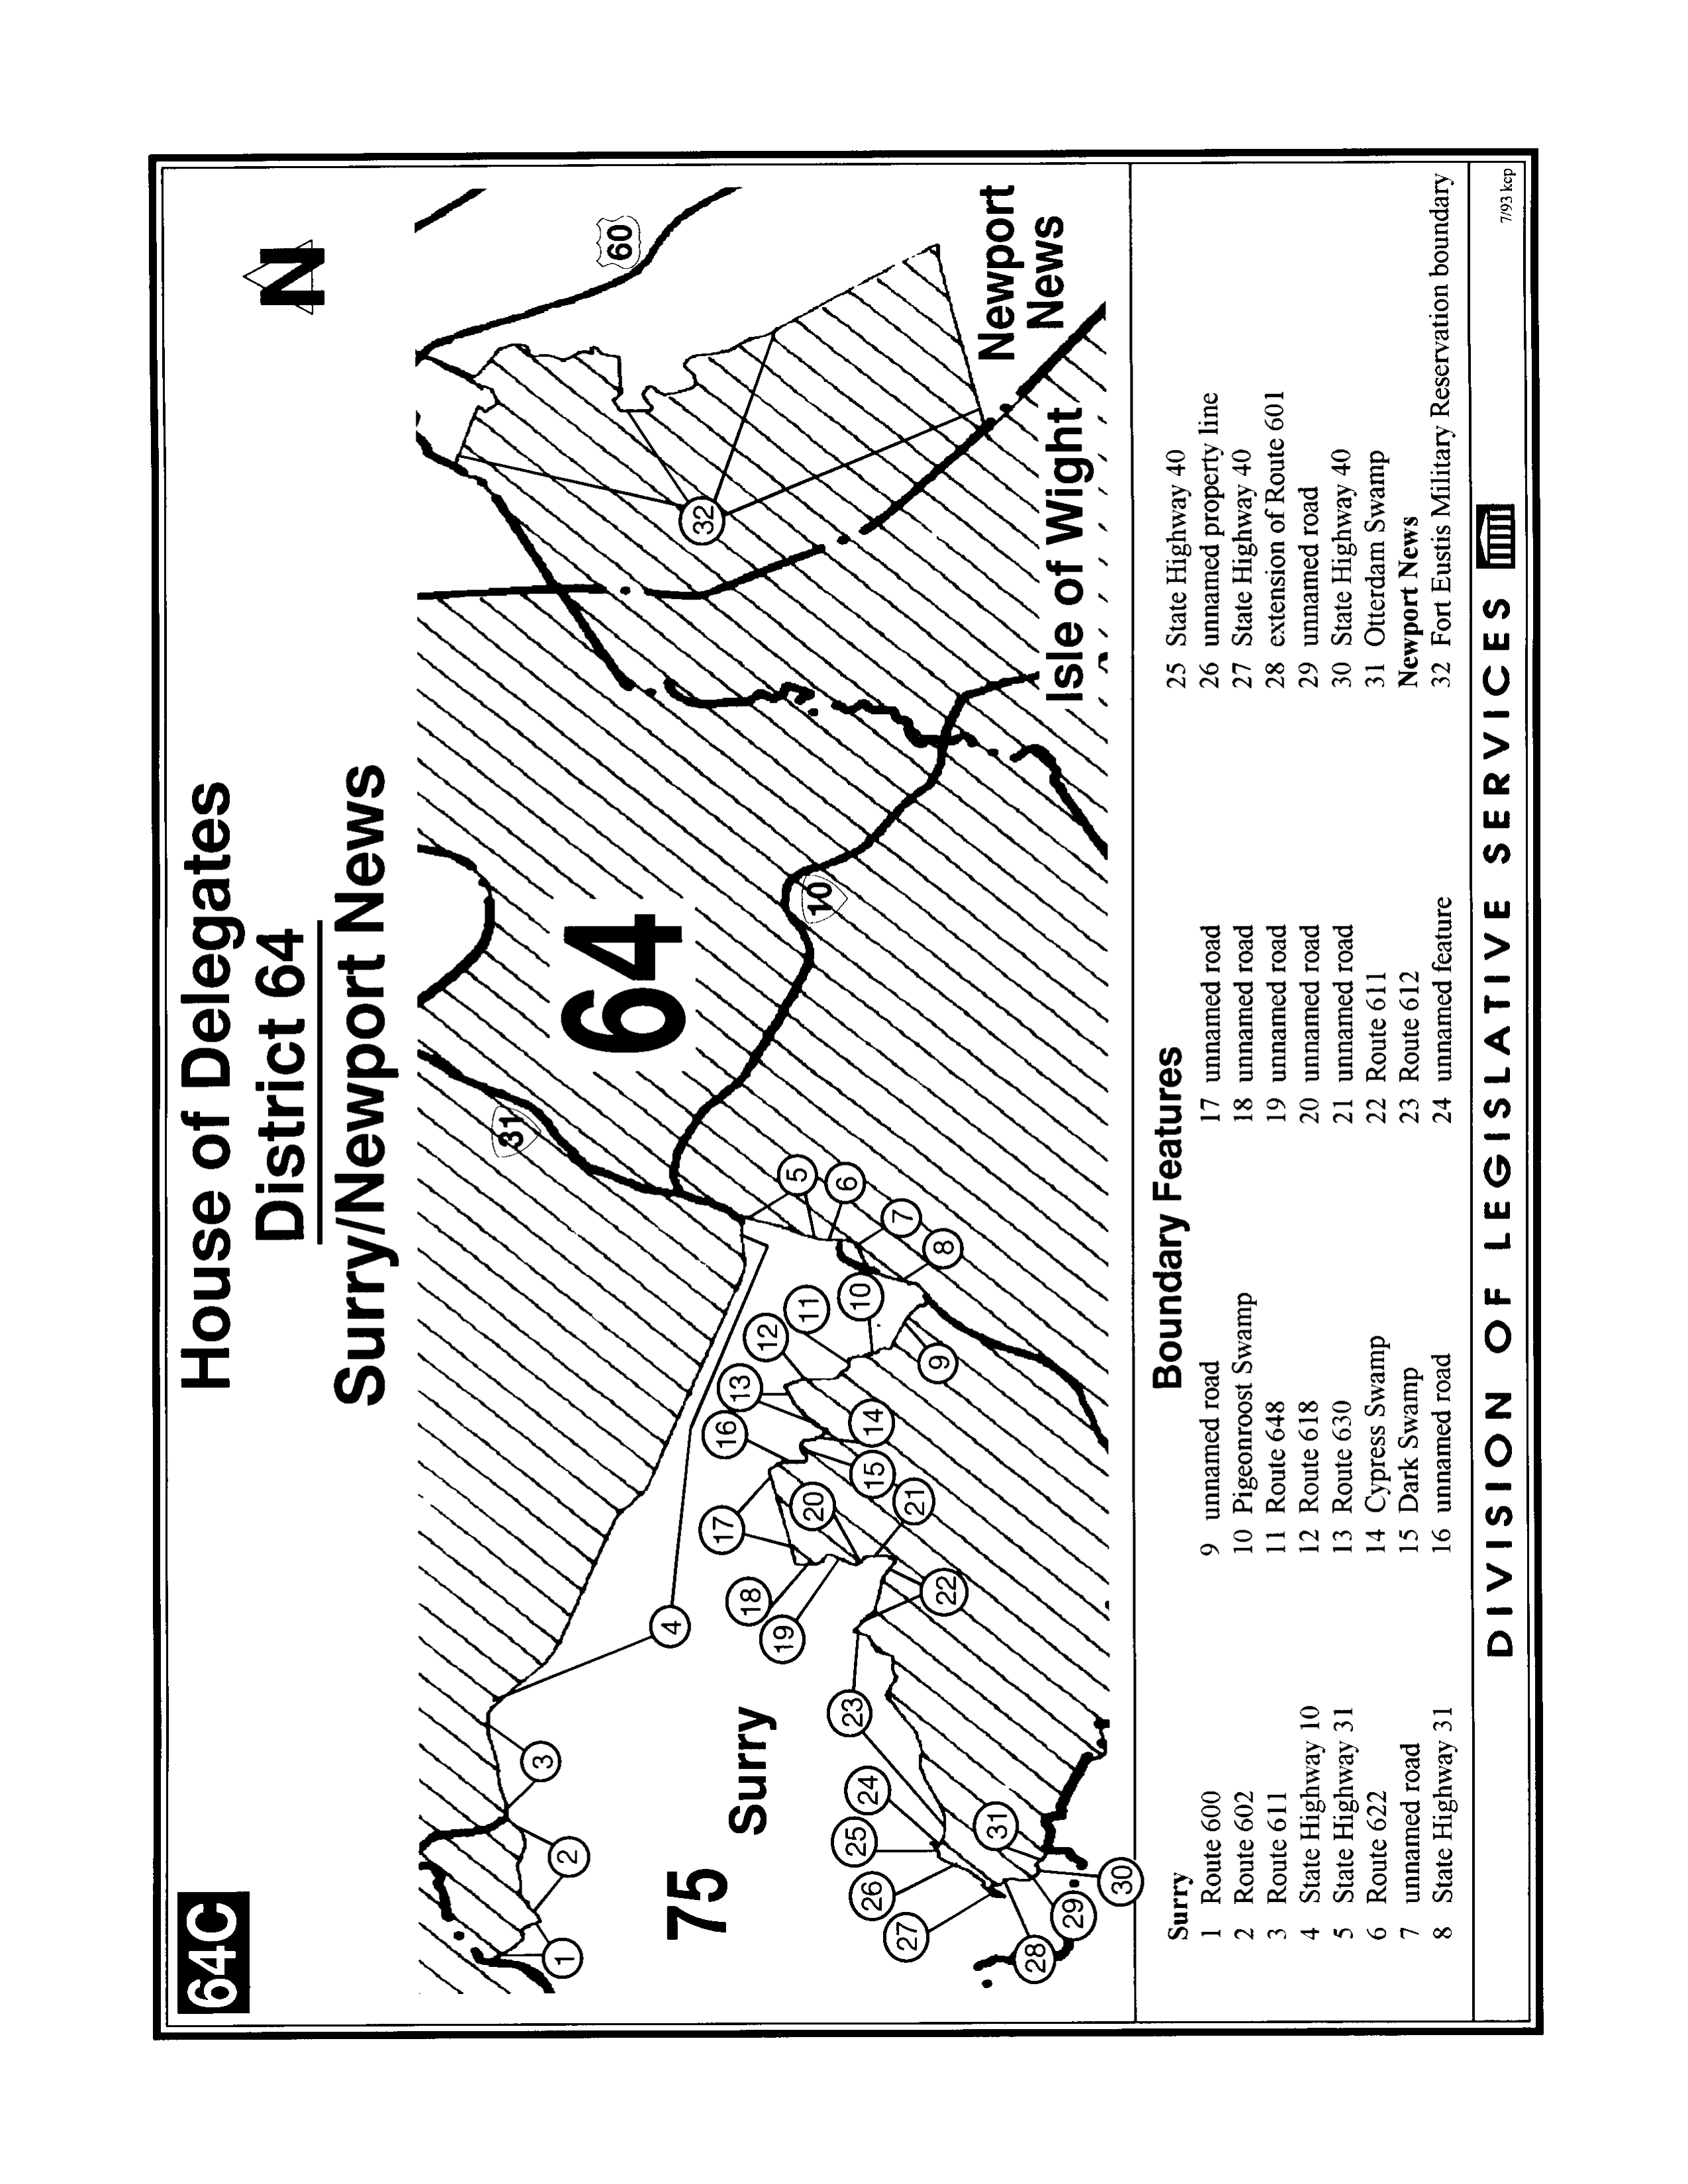 64C
House of Delegates
District 64
Surry/Newport News
N
31
64
10
60
32
Newport
News
Isle of Wight
75
Surry
1
2
3
4
5
6
7
8
9
10
11
12
13
14
15
16
17
18
19
20
21
22
23
24
25
26
27
28
29
30
31
Boundary Features
Surry
1 Route 600
2 Route 602
3 Route 611
4 State Highway 10
5 State Highway 31
6 Route 622
7 unnamed road
8 State Highway 31
9 unnamed road
10 Pigeonroost Swamp
11 Route 648
12 Route 618
13 Route 630
14 Cypress Swamp
15 Dark Swamp
16 unnamed road
17 unnamed road
18 unnamed road
19 unnamed road
20 unnamed road
21 unnamed road
22 Route 611
23 Route 612
24 unnamed feature
25 State Highway 40
26 unnamed property line
27 State Highway 40
28 extension of Route 601
29 unnamed road
30 State Highway 40
31 Otterdam Swamp
Newport News
32 Fort Eustis Military Reservation boundary
DIVISION OF LEGISLATIVE SERVICES
7/93 kcp